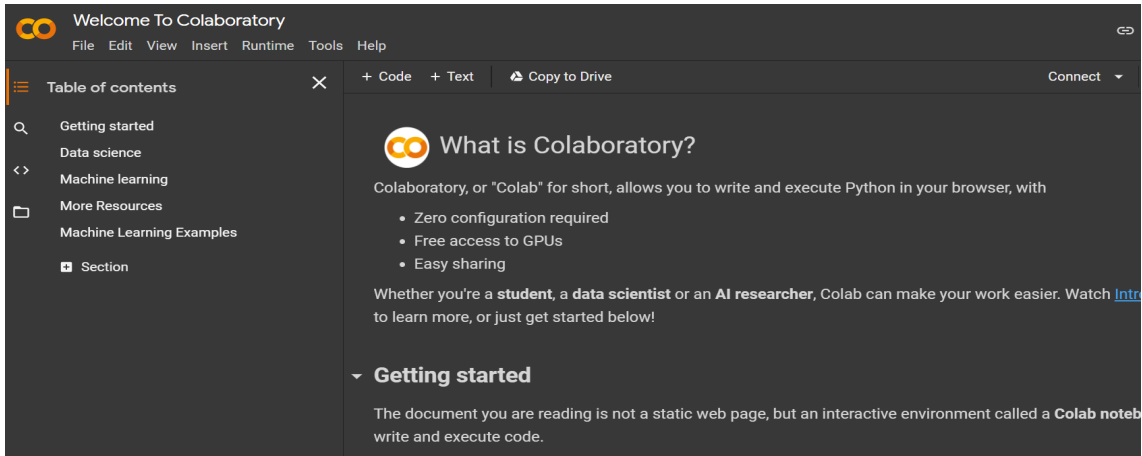 Welcome To Colaboratory
File Edit View Insert Runtime Tools Help
Table of contents
Getting started
Data science
Machine learning
More Resources
Machine Learning Examples
Section
+ Code + Text Copy to Drive Connect
What is Colaboratory?
Colaboratory, or "Colab" for short, allows you to write and execute Python in your browser, with
• Zero configuration required
• Free access to GPUs
• Easy sharing
Whether you're a student, a data scientist or an AI researcher, Colab can make your work easier. Watch
to learn more, or just get started below!
Getting started
The document you are reading is not a static web page, but an interactive environment called a Colab
write and execute code.